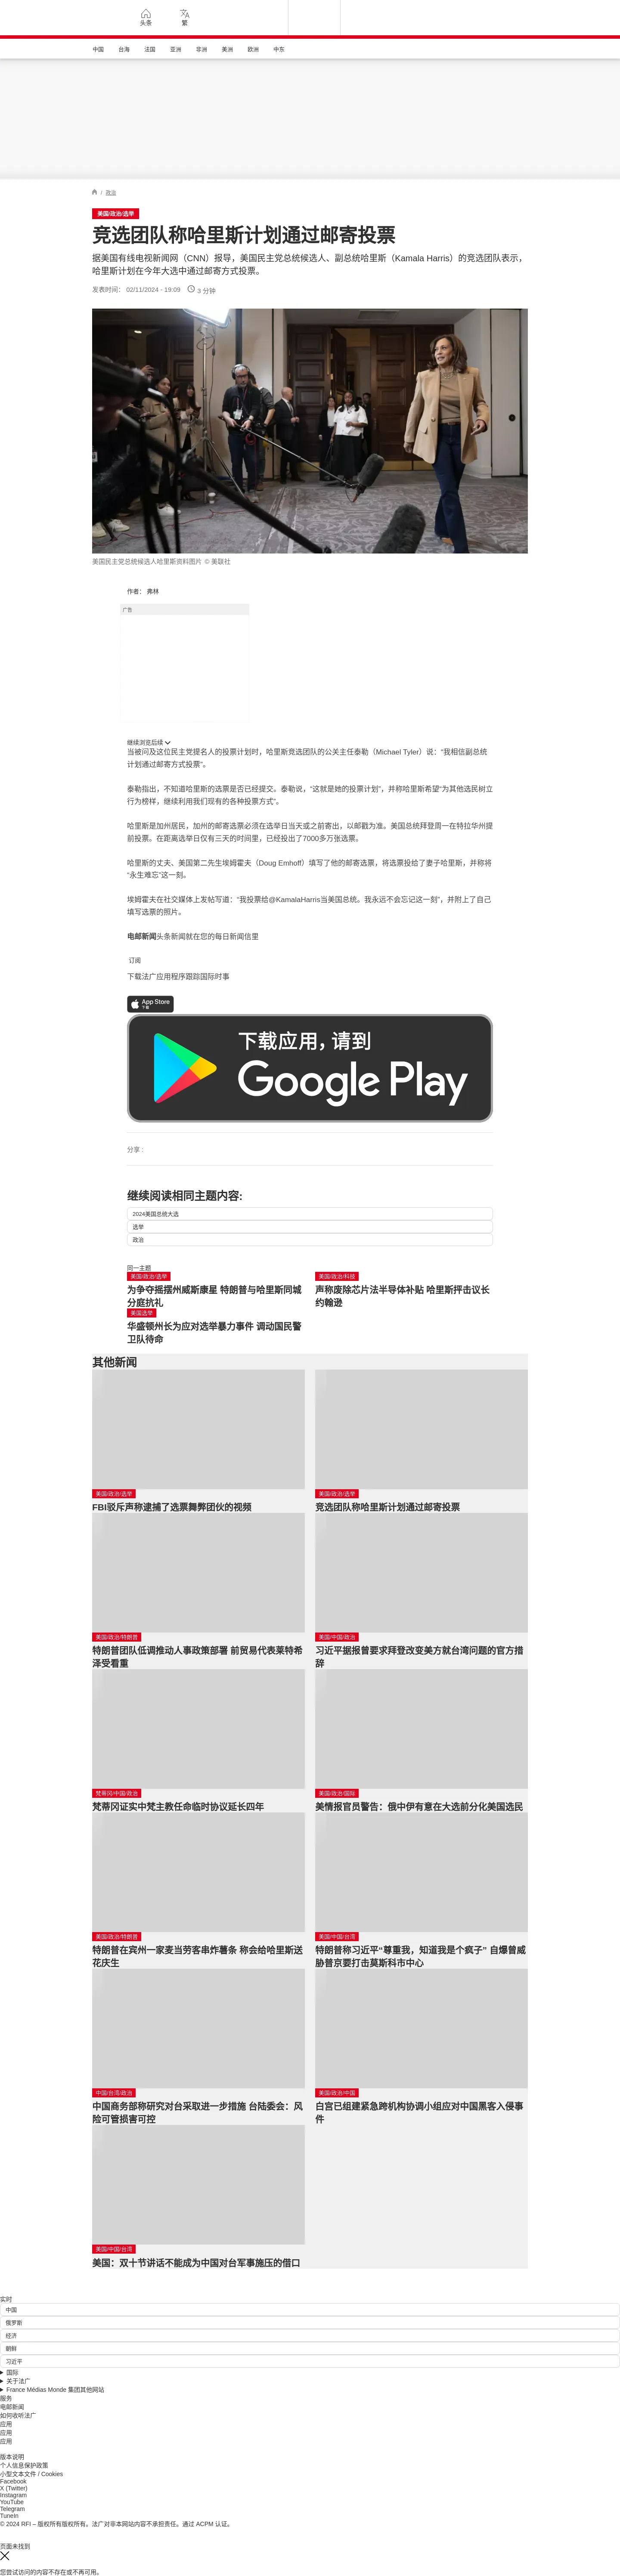 头条
繁
中国 台海 法国 亚洲 非洲 美洲 欧洲 中东
/ 政治
美国/政治/选举
竞选团队称哈里斯计划通过邮寄投票
据美国有线电视新闻网（CNN）报导，美国民主党总统候选人、副总统哈里斯（Kamala Harris）的竞选团队表示，
哈里斯计划在今年大选中通过邮寄方式投票。
发表时间： 02/11/2024 - 19:09 3 分钟
美国民主党总统候选人哈里斯资料图片 © 美联社
作者： 弗林
广告
继续浏览后续
当被问及这位民主党提名人的投票计划时，哈里斯竞选团队的公关主任泰勒（Michael Tyler）说：“我相信副总统
计划通过邮寄方式投票”。
泰勒指出，不知道哈里斯的选票是否已经提交。泰勒说，“这就是她的投票计划”，并称哈里斯希望“为其他选民树立
行为榜样，继续利用我们现有的各种投票方式”。
哈里斯是加州居民，加州的邮寄选票必须在选举日当天或之前寄出，以邮戳为准。美国总统拜登周一在特拉华州提
前投票。在距离选举日仅有三天的时间里，已经投出了7000多万张选票。
哈里斯的丈夫、美国第二先生埃姆霍夫（Doug Emhoff）填写了他的邮寄选票，将选票投给了妻子哈里斯，并称将
“永生难忘”这一刻。
埃姆霍夫在社交媒体上发帖写道：“我投票给@KamalaHarris当美国总统。我永远不会忘记这一刻”，并附上了自己
填写选票的照片。
电邮新闻头条新闻就在您的每日新闻信里
订阅
下载法广应用程序跟踪国际时事
App Store
下载
下载应用，请到
Google Play
分享 :
继续阅读相同主题内容:
2024美国总统大选
选举
政治
同一主题
美国/政治/选举
为争夺摇摆州威斯康星 特朗普与哈里斯同城
分庭抗礼
美国/政治/科技
声称废除芯片法半导体补贴 哈里斯抨击议长
约翰逊
美国选举
华盛顿州长为应对选举暴力事件 调动国民警
卫队待命
其他新闻
美国/政治/选举
FBI驳斥声称逮捕了选票舞弊团伙的视频
美国/政治/选举
竞选团队称哈里斯计划通过邮寄投票
美国/政治/特朗普
特朗普团队低调推动人事政策部署 前贸易代表莱特希
泽受看重
美国/中国/政治
习近平据报曾要求拜登改变美方就台湾问题的官方措
辞
梵蒂冈/中国/政治
梵蒂冈证实中梵主教任命临时协议延长四年
美国/政治/国际
美情报官员警告：俄中伊有意在大选前分化美国选民
美国/政治/特朗普
特朗普在宾州一家麦当劳客串炸薯条 称会给哈里斯送
花庆生
美国/中国/台湾
特朗普称习近平“尊重我，知道我是个疯子” 自爆曾威
胁普京要打击莫斯科市中心
中国/台湾/政治
中国商务部称研究对台采取进一步措施 台陆委会：风
险可管损害可控
美国/政治/中国
白宫已组建紧急跨机构协调小组应对中国黑客入侵事
件
美国/中国/台湾
美国：双十节讲话不能成为中国对台军事施压的借口
实时
中国
俄罗斯
经济
朝鲜
习近平
国际
关于法广
France Médias Monde 集团其他网站
服务
电邮新闻
如何收听法广
应用
应用
应用
版本说明
个人信息保护政策
小型文本文件 / Cookies
Facebook
X (Twitter)
Instagram
YouTube
Telegram
TuneIn
© 2024 RFI – 版权所有版权所有。法广对非本网站内容不承担责任。通过 ACPM 认证。
页面未找到
您尝试访问的内容不存在或不再可用。